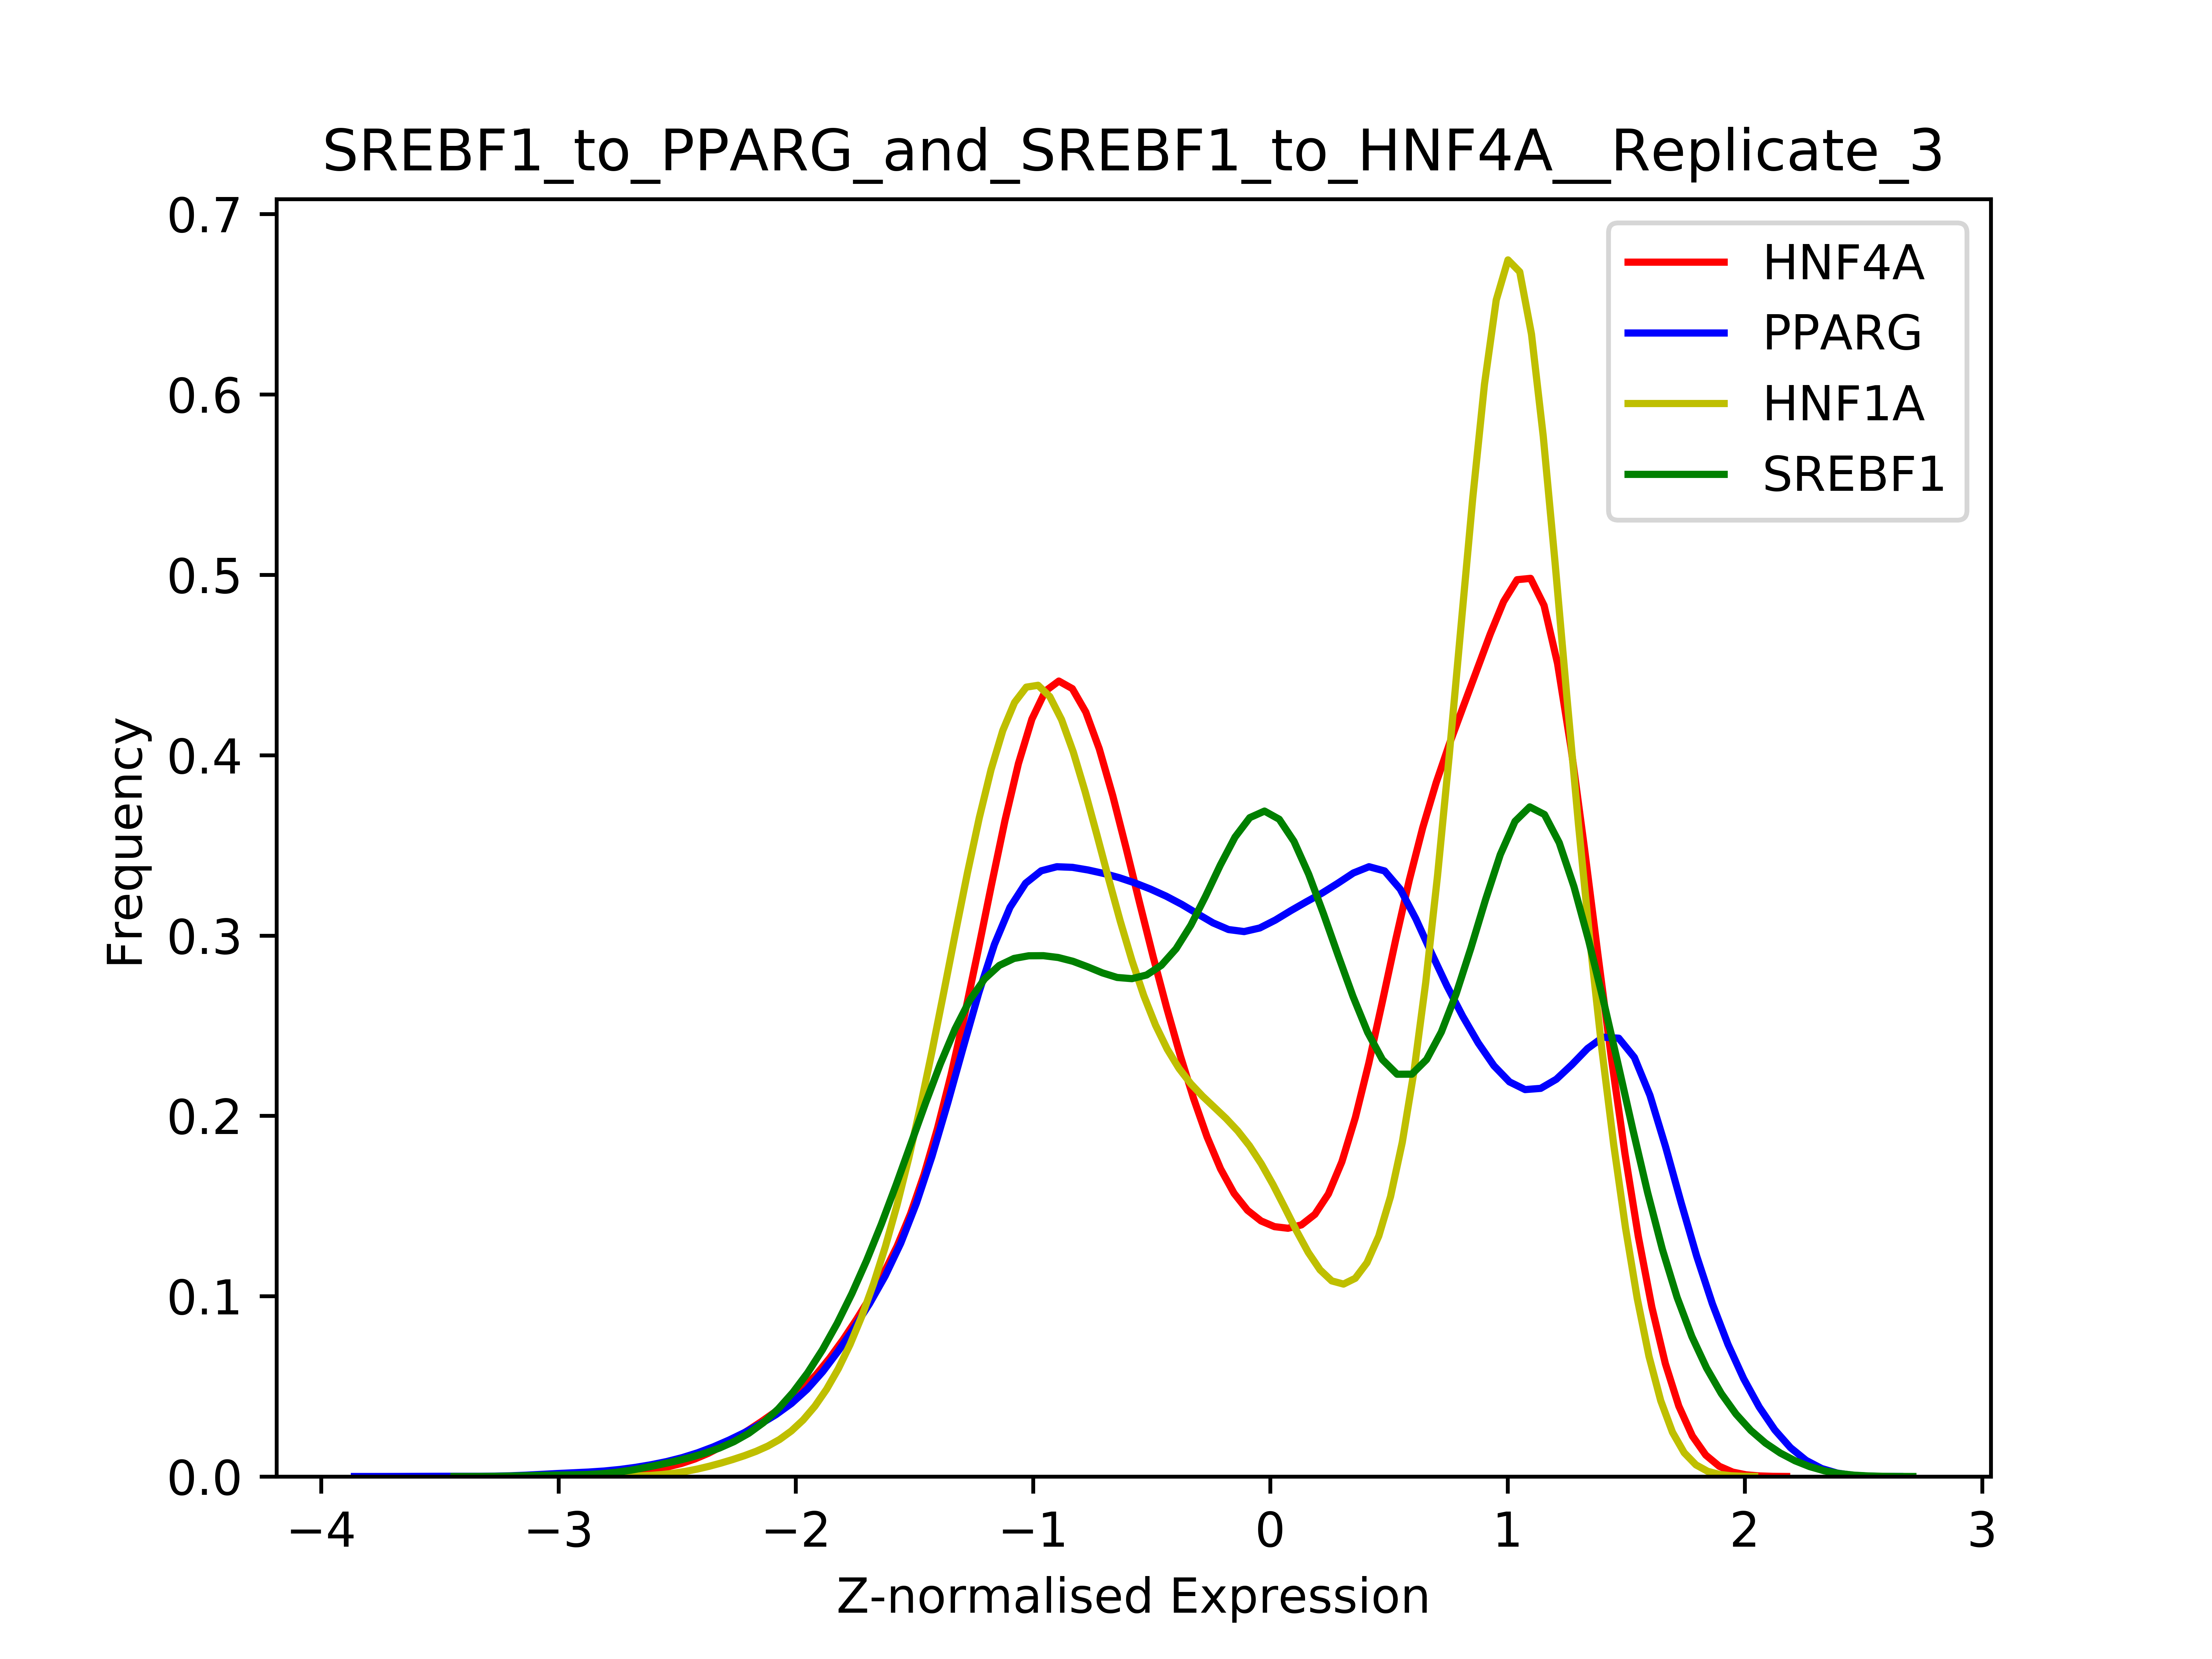 SREBF1_to_PPARG_and_SREBF1_to_HNF4A__Replicate_3
0.7
0.6
0.5
0.4
0.3
0.2
0.1
0.0
Frequency
HNF4A
PPARG
HNF1A
SREBF1
−4 −3 −2 −1 0 1 2 3
Z-normalised Expression